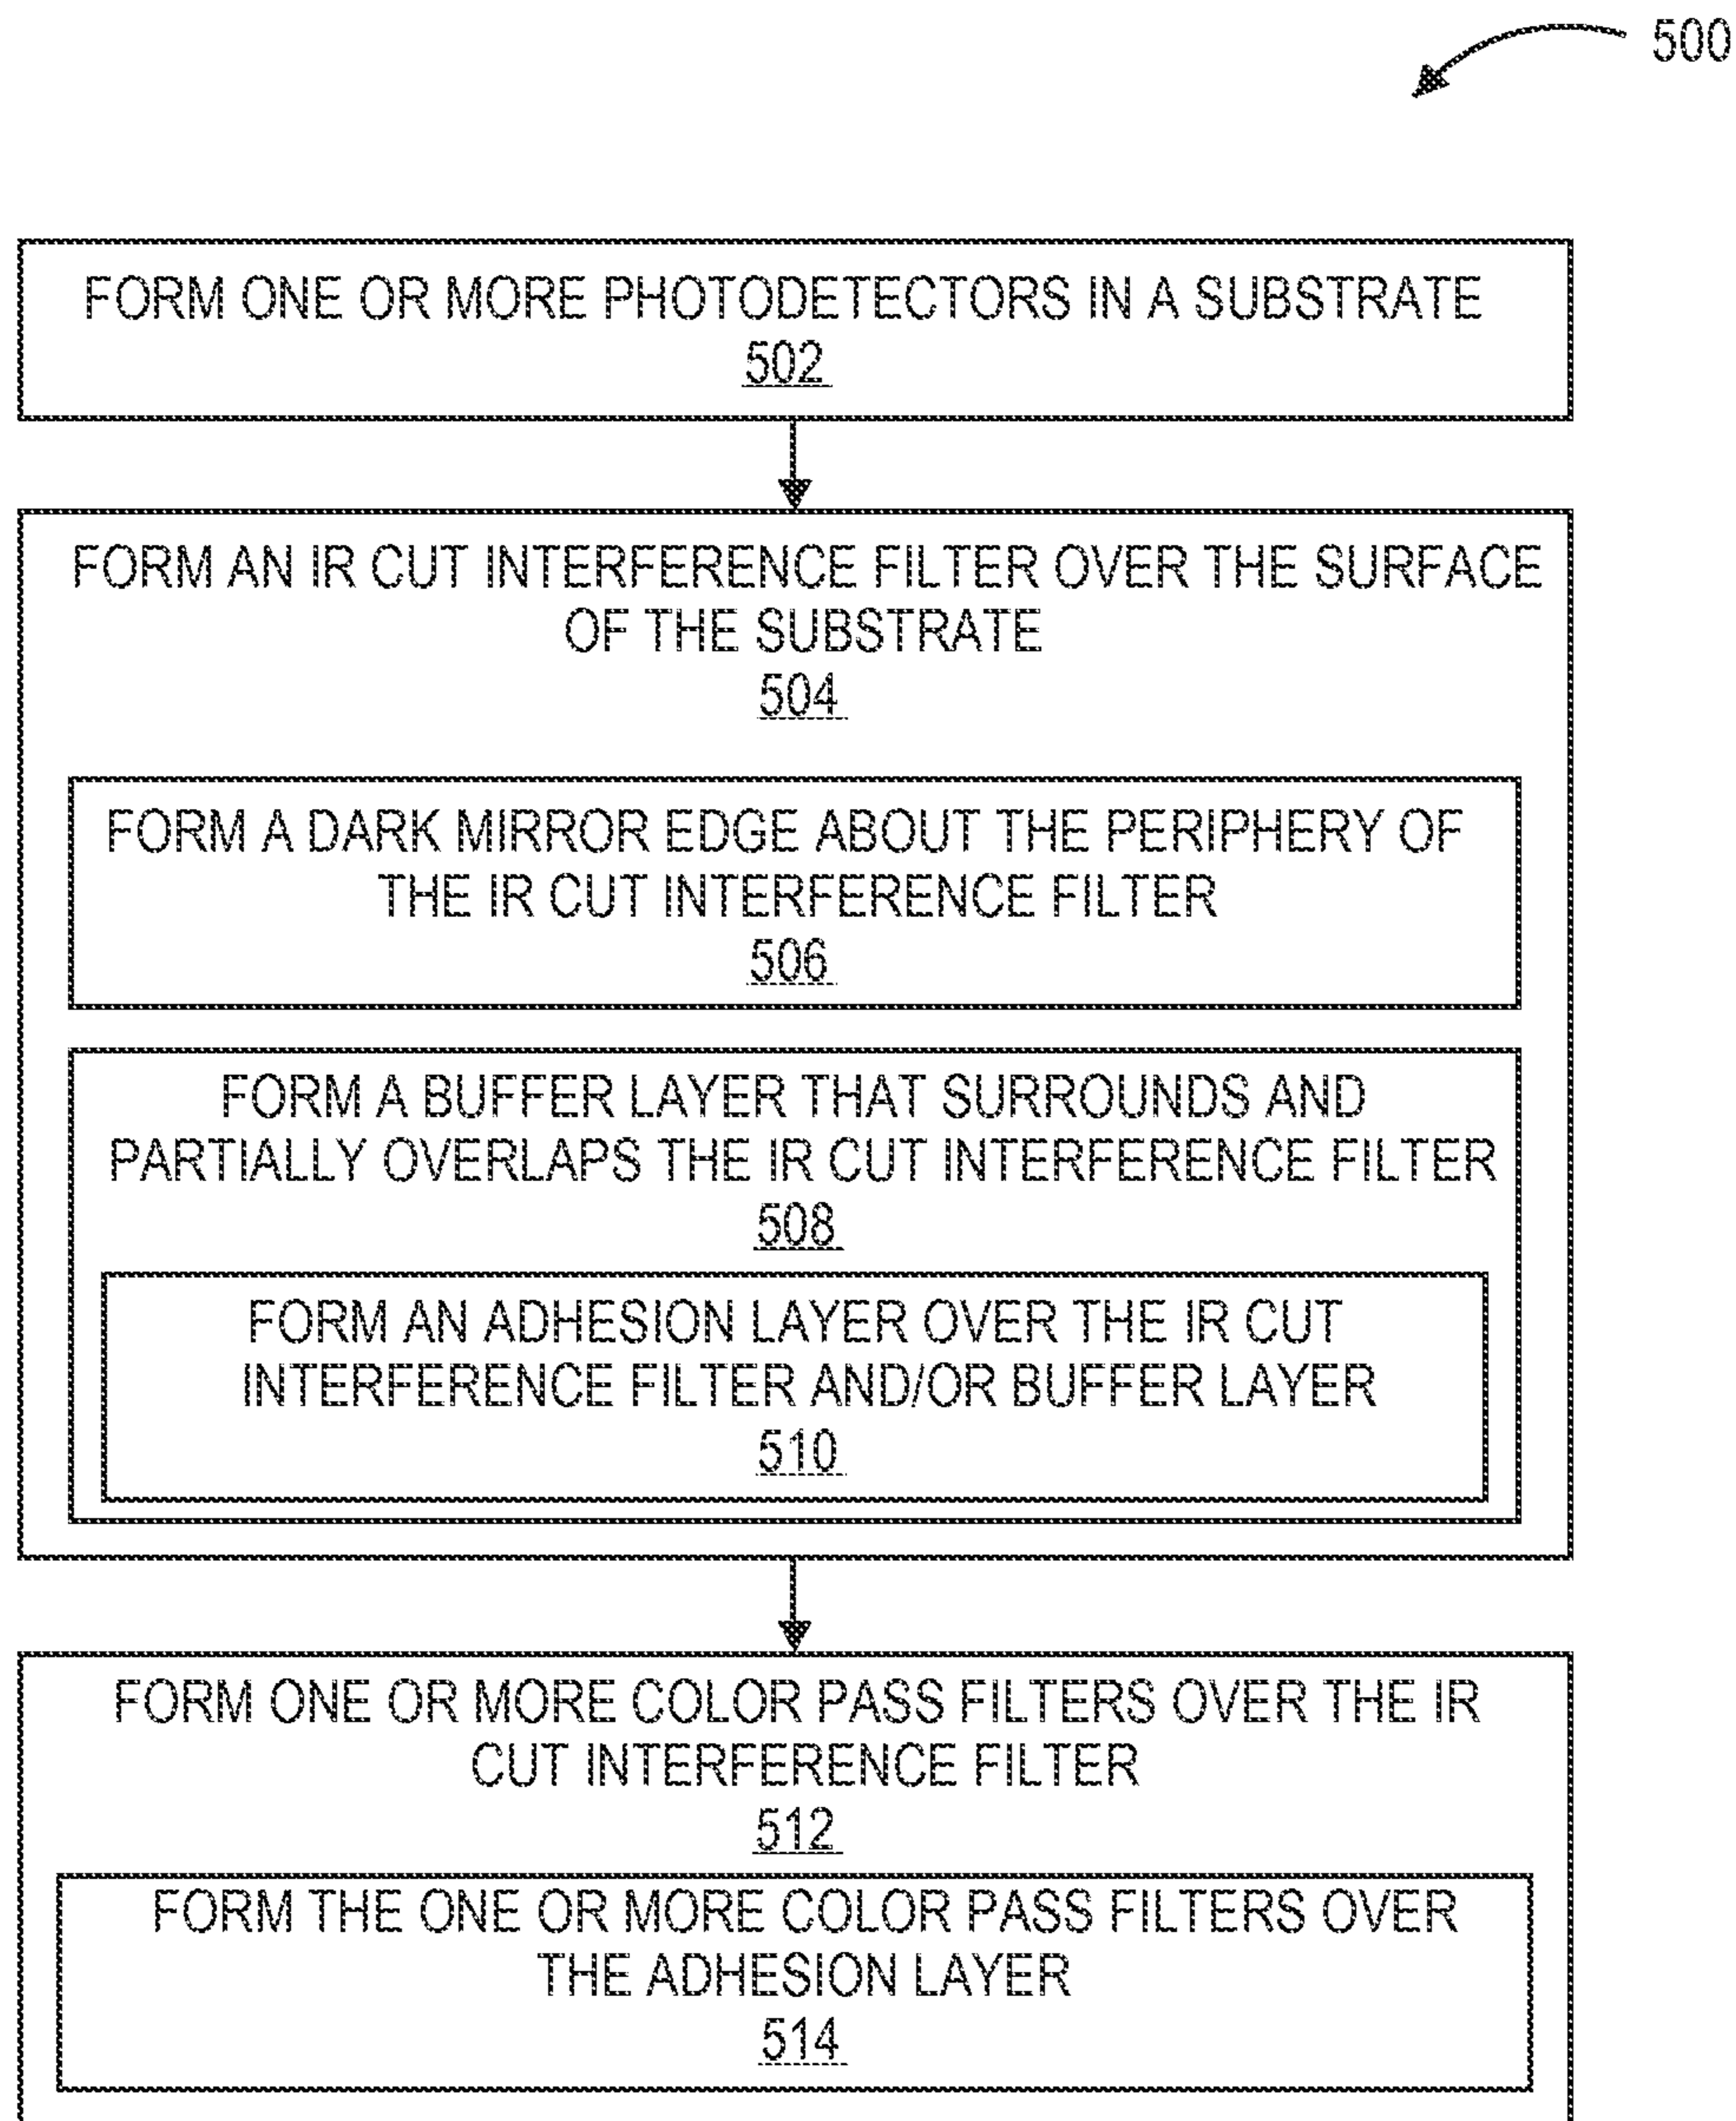 500
FORM ONE OR MORE PHOTODETECTORS IN A SUBSTRATE
502
FORM AN IR CUT INTERFERENCE FILTER OVER THE SURFACE
OF THE SUBSTRATE
504
FORM A DARK MIRROR EDGE ABOUT THE PERIPHERY OF
THE IR CUT INTERFERENCE FILTER
506
FORM A BUFFER LAYER THAT SURROUNDS AND
PARTIALLY OVERLAPS THE IR CUT INTERFERENCE FILTER
508
FORM AN ADHESION LAYER OVER THE IR CUT
INTERFERENCE FILTER AND/OR BUFFER LAYER
510
FORM ONE OR MORE COLOR PASS FILTERS OVER THE IR
CUT INTERFERENCE FILTER
512
FORM THE ONE OR MORE COLOR PASS FILTERS OVER
THE ADHESION LAYER
514